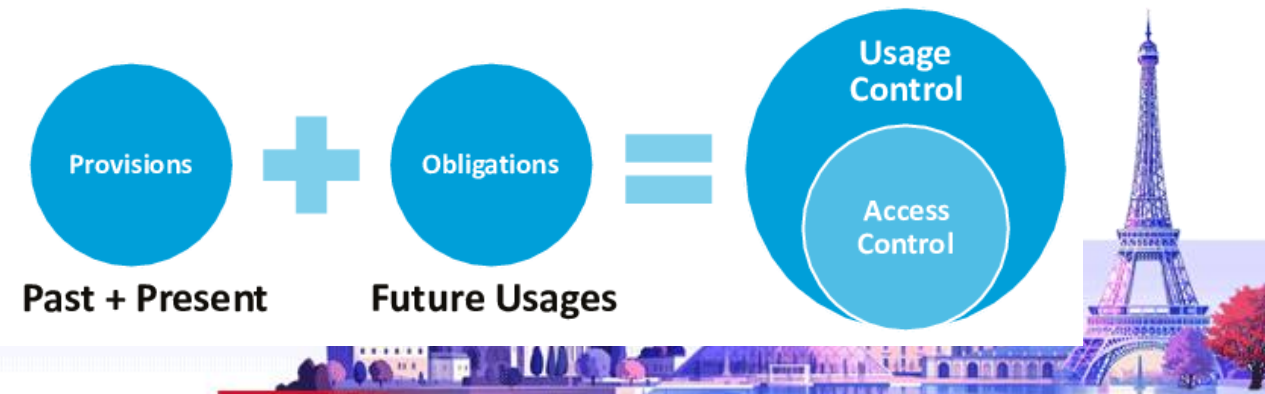 Usage
Control
Provisions
Obligations
Access
Control
Past + Present
Future Usages